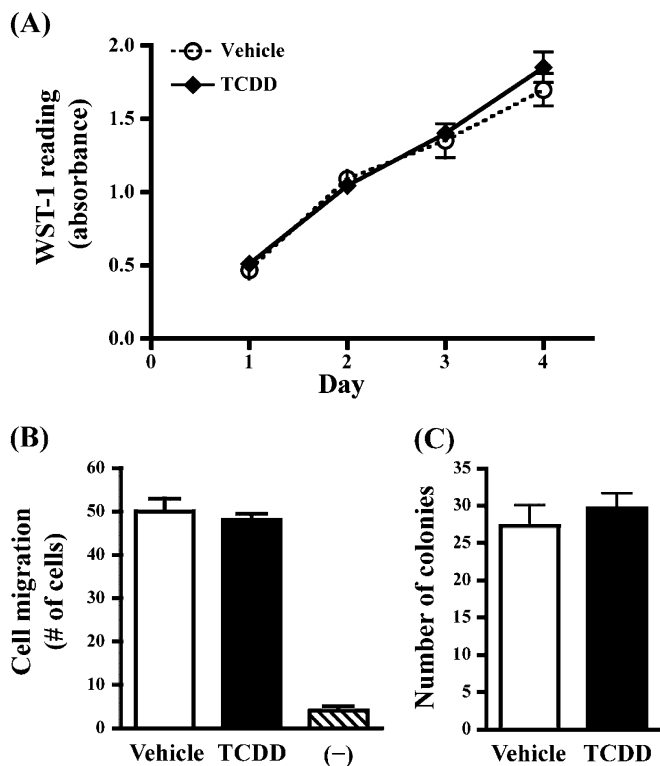 (A)
WST-1 reading
(absorbance)
2.0
1.5
1.0
0.5
0.0
Vehicle
TCDD
0 1 2 3 4
Day
(B)
Cell migration
(# of cells)
60
50
40
30
20
10
0
Vehicle TCDD (−)
(C)
Number of colonies
35
30
25
20
15
10
5
0
Vehicle TCDD